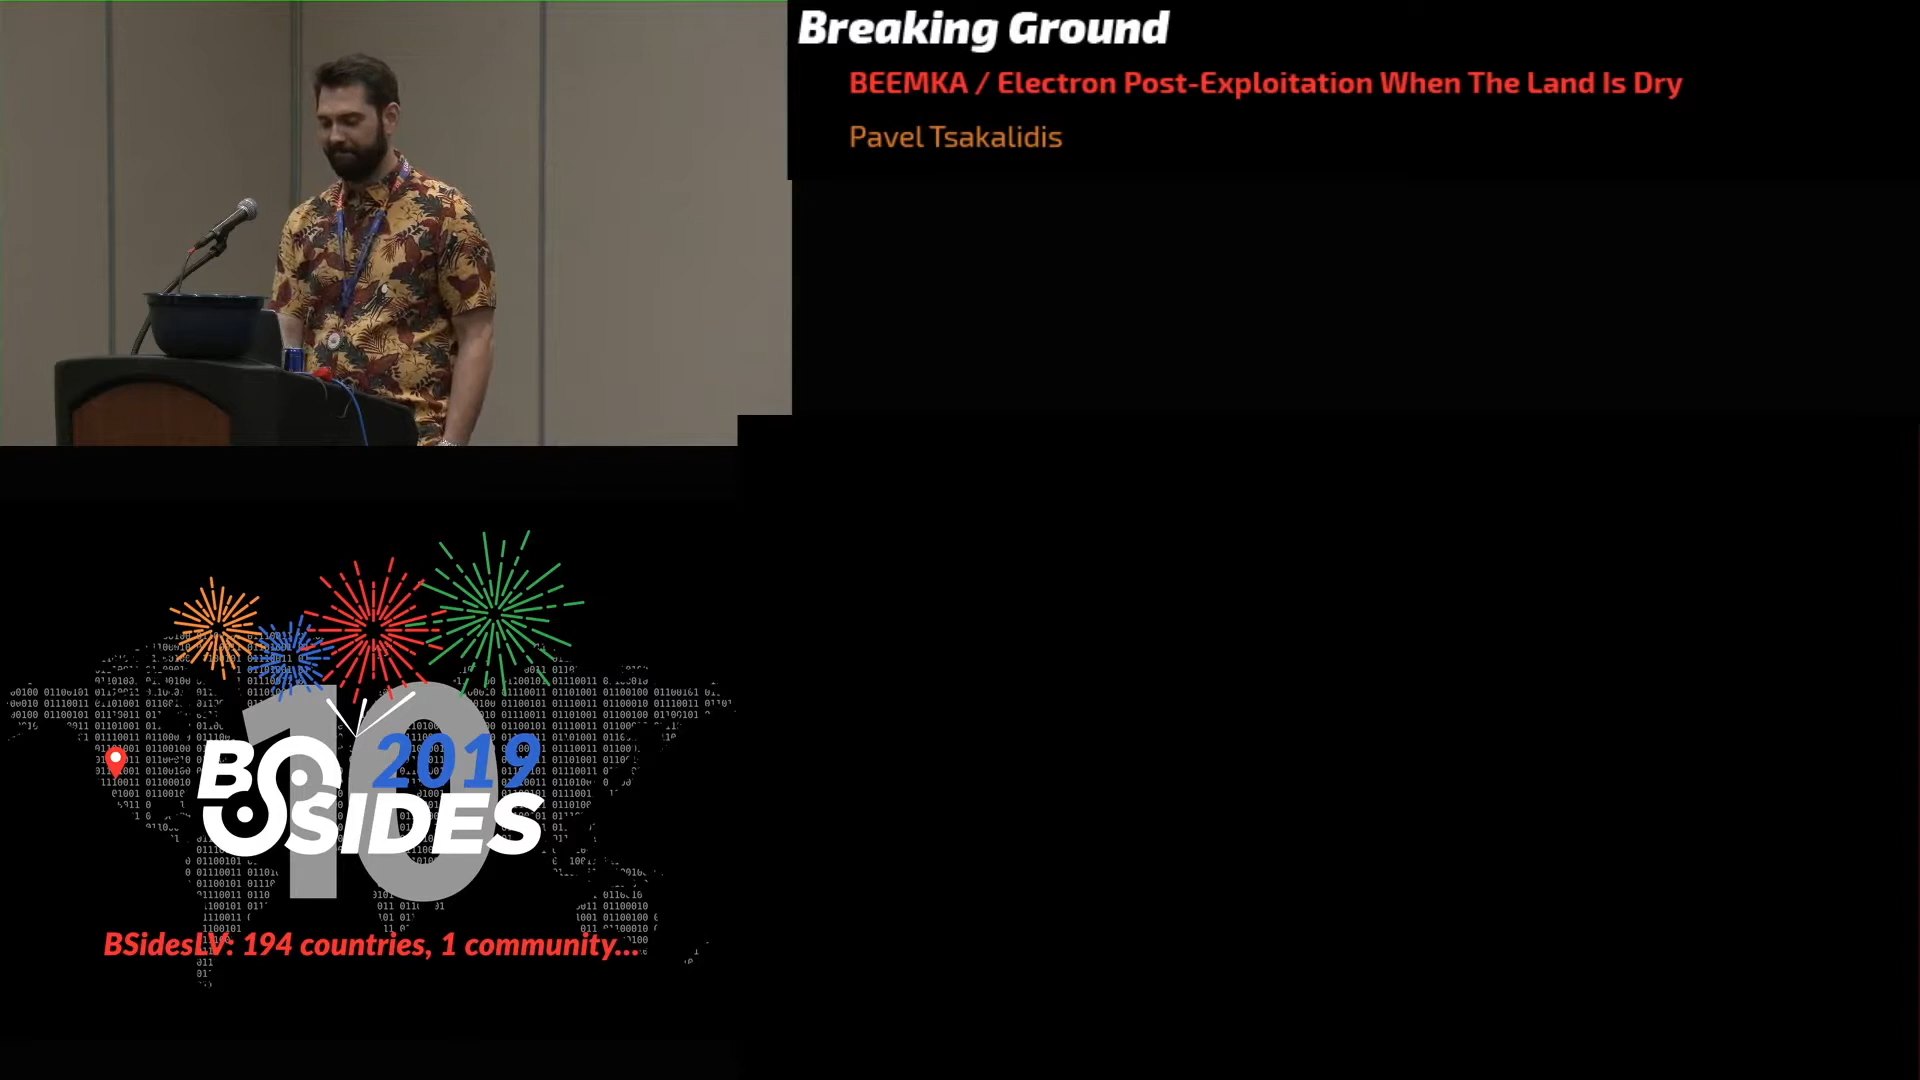 Breaking Ground
BEEMKA / Electron Post-Exploitation When The Land Is Dry
Pavel Tsakalidis
10
2019
BSIDES
BSidesLV: 194 countries, 1 community...